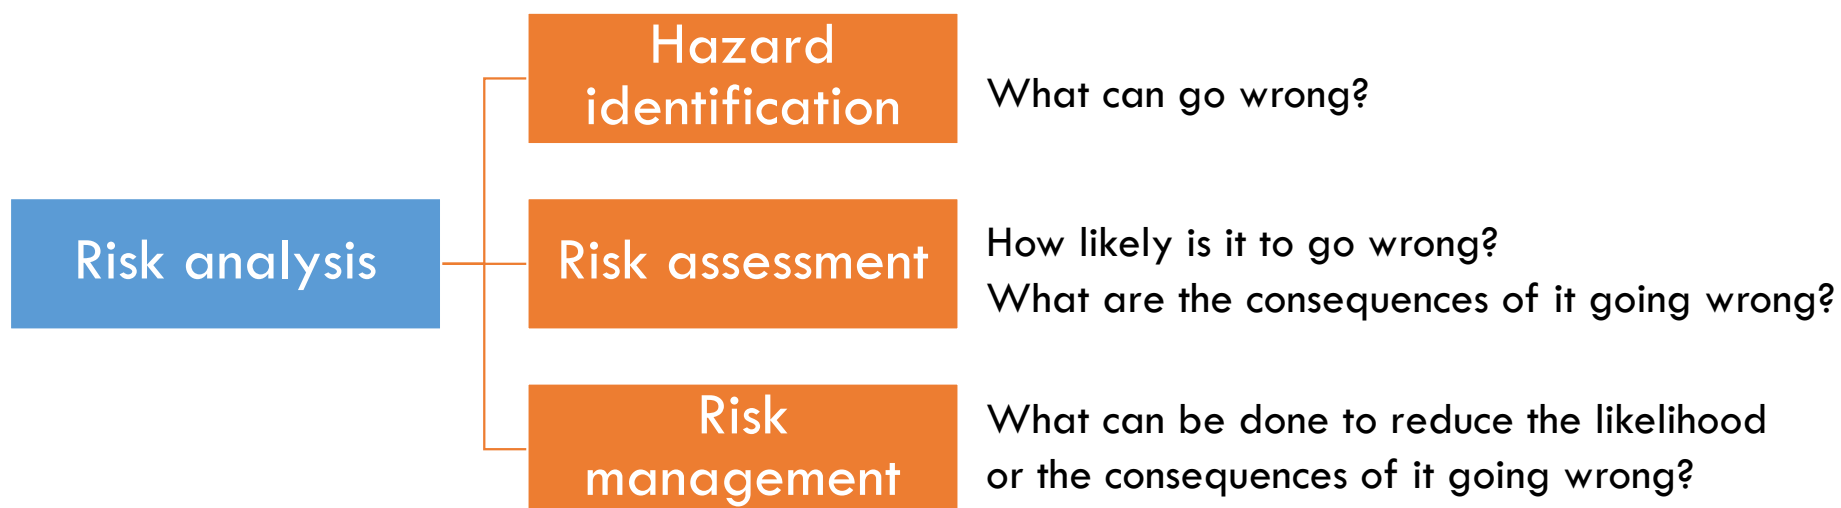 Hazard
identification
What can go wrong?
Risk analysis
Risk assessment
How likely is it to go wrong?
What are the consequences of it going wrong?
Risk
management
What can be done to reduce the likelihood
or the consequences of it going wrong?